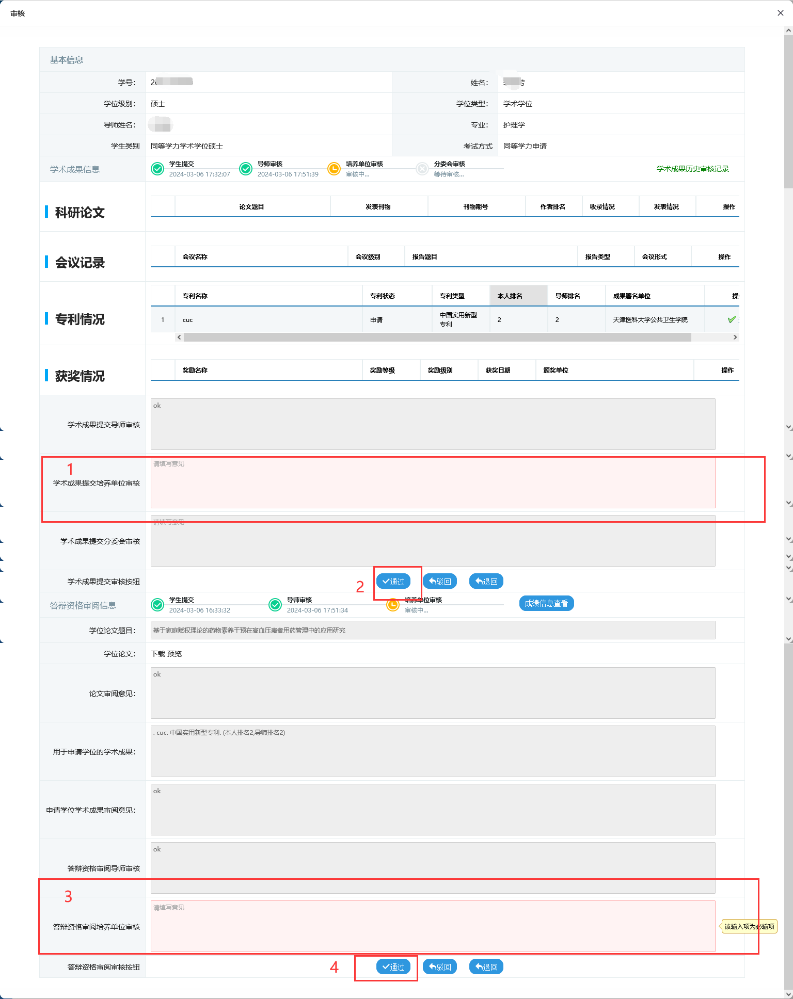 审核
基本信息
学号：
姓名：
学位级别： 硕士 学位类型： 学术学位
导师姓名： 专业： 护理学
学生类别 同等学力学术学位硕士 考试方式 同等学力申请
学术成果信息 学生提交 导师审核 培养单位审核 分委会审核 学术成果历史审核记录
2024-03-06 17:32:07 2024-03-06 17:51:39 审核中... 等待审核...
科研论文 论文题目 发表刊物 刊物期号 作者排名 收录情况 发表情况 操作
会议记录 会议名称 会议级别 报告题目 报告类型 会议形式 操作
专利情况 专利名称 专利状态 专利类型 本人排名 导师排名 成果署名单位
1 cuc 申请 中国实用新型专利 2 2 天津医科大学公共卫生学院
获奖情况 奖励名称 奖励等级 奖励级别 获奖日期 颁奖单位 操作
学术成果提交导师审核 ok
1
学术成果提交培养单位审核 请填写意见
学术成果提交分委会审核 请填写意见
学术成果提交审核按钮 2 通过 驳回 退回
答辩资格审阅信息 学生提交 导师审核 培养单位审核 成绩信息查看
2024-03-06 16:33:32 2024-03-06 17:51:34 审核中...
学位论文题目： 基于家庭赋权理论的药物素养干预在高血压患者用药管理中的应用研究
学位论文： 下载 预览
论文审阅意见： ok
用于申请学位的学术成果： . cuc. 中国实用新型专利. (本人排名2,导师排名2)
申请学位学术成果审阅意见： ok
答辩资格审阅导师审核 ok
3
答辩资格审阅培养单位审核 请填写意见 该输入项为必输项
答辩资格审阅审核按钮 4 通过 驳回 退回